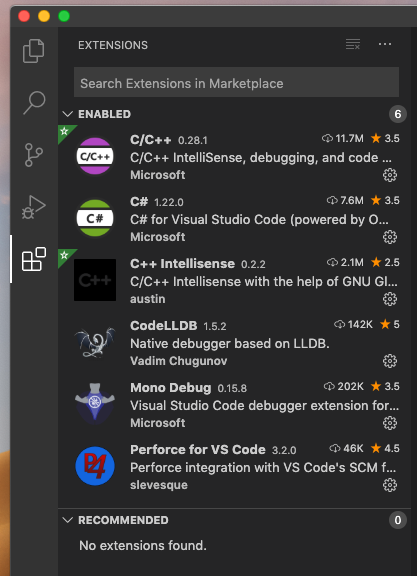 EXTENSIONS
Search Extensions in Marketplace
ENABLED 6
C/C++ 0.28.1 11.7M ★ 3.5
C/C++ IntelliSense, debugging, and code ...
Microsoft
C/C++
C# 1.22.0 7.6M ★ 3.5
C# for Visual Studio Code (powered by O...
Microsoft
C#
C++ Intellisense 0.2.2 2.1M ★ 2.5
C/C++ Intellisense with the help of GNU Gl...
austin
C++
CodeLLDB 1.5.2 142K ★ 5
Native debugger based on LLDB.
Vadim Chugunov
Mono Debug 0.15.8 202K ★ 3.5
Visual Studio Code debugger extension for...
Microsoft
Perforce for VS Code 3.2.0 46K ★ 4.5
Perforce integration with VS Code's SCM f...
slevesque
P4
RECOMMENDED 0
No extensions found.